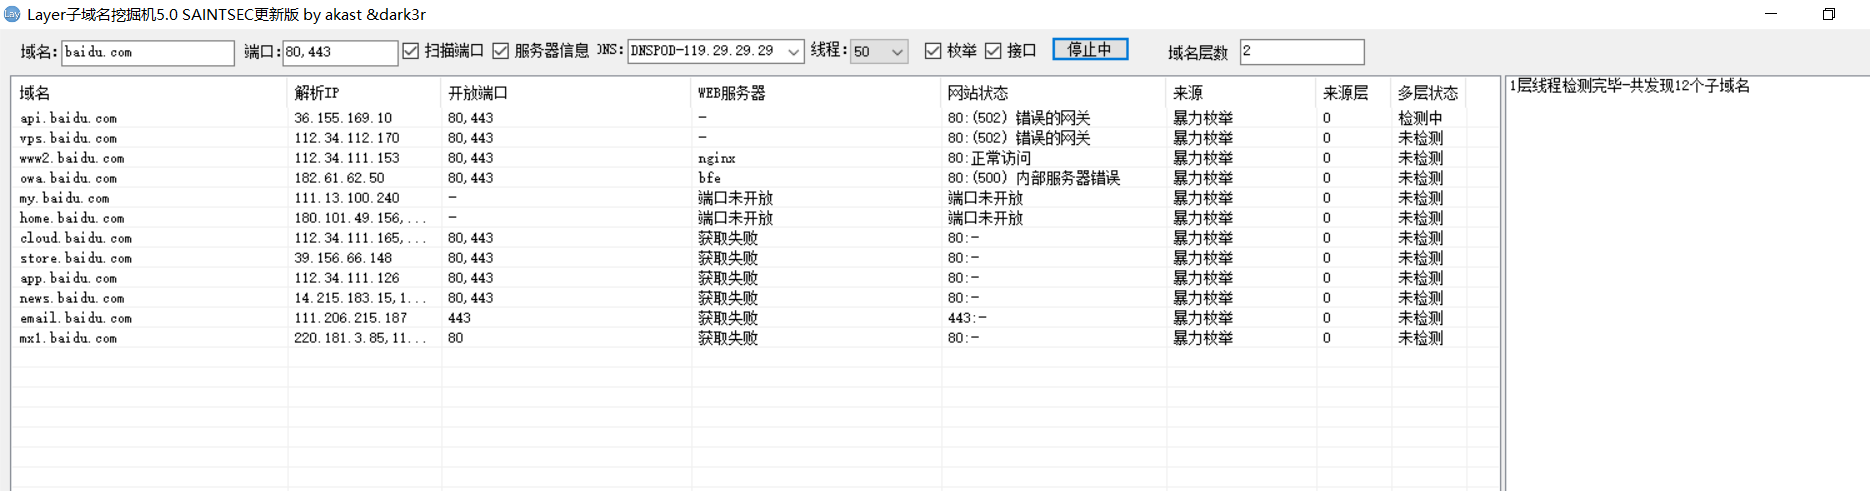 Lay Layer子域名挖掘机5.0 SAINTSEC更新版 by akast &dark3r
域名: baidu.com 端口: 80,443 扫描端口 服务器信息 DNS: DNSPOD-119.29.29.29 线程: 50 枚举 接口 停止中 域名层数 2
域名 解析IP 开放端口 WEB服务器 网站状态 来源 来源层 多层状态
api.baidu.com 36.155.169.10 80,443 - 80:(502) 错误的网关 暴力枚举 0 检测中
vps.baidu.com 112.34.112.170 80,443 - 80:(502) 错误的网关 暴力枚举 0 未检测
www2.baidu.com 112.34.111.153 80,443 nginx 80:正常访问 暴力枚举 0 未检测
owa.baidu.com 182.61.62.50 80,443 bfe 80:(500) 内部服务器错误 暴力枚举 0 未检测
my.baidu.com 111.13.100.240 - 端口未开放 端口未开放 暴力枚举 0 未检测
home.baidu.com 180.101.49.156,... - 端口未开放 端口未开放 暴力枚举 0 未检测
cloud.baidu.com 112.34.111.165,... 80,443 获取失败 80:- 暴力枚举 0 未检测
store.baidu.com 39.156.66.148 80,443 获取失败 80:- 暴力枚举 0 未检测
app.baidu.com 112.34.111.126 80,443 获取失败 80:- 暴力枚举 0 未检测
news.baidu.com 14.215.183.15,1... 80,443 获取失败 80:- 暴力枚举 0 未检测
email.baidu.com 111.206.215.187 443 获取失败 443:- 暴力枚举 0 未检测
mx1.baidu.com 220.181.3.85,11... 80 获取失败 80:- 暴力枚举 0 未检测
1层线程检测完毕-共发现12个子域名